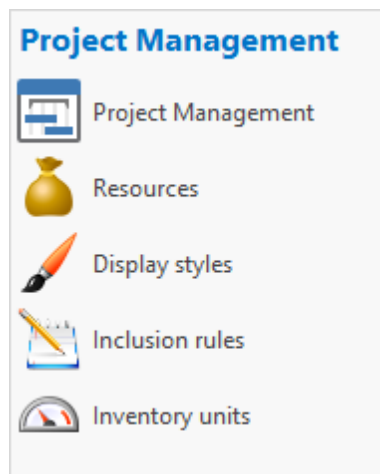 Project Management
Project Management
Resources
Display styles
Inclusion rules
Inventory units